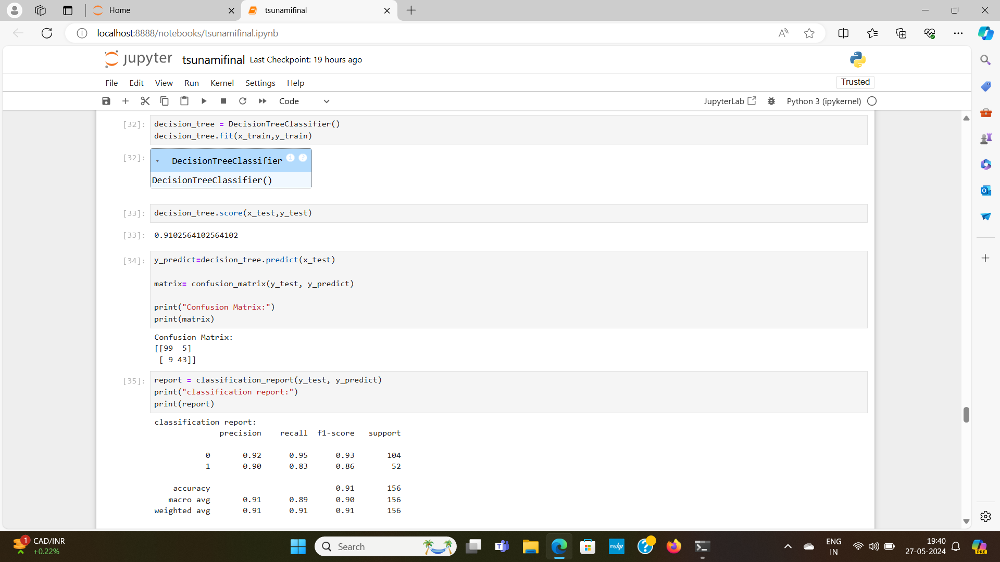 Home
tsunamifinal
localhost:8888/notebooks/tsunamifinal.ipynb
jupyter tsunamifinal Last Checkpoint: 19 hours ago
File Edit View Run Kernel Settings Help
Trusted
Code
JupyterLab
Python 3 (ipykernel)
[32]: decision_tree = DecisionTreeClassifier()
decision_tree.fit(x_train,y_train)
[32]: DecisionTreeClassifier i ?
DecisionTreeClassifier()
[33]: decision_tree.score(x_test,y_test)
[33]: 0.9102564102564102
[34]: y_predict=decision_tree.predict(x_test)
matrix= confusion_matrix(y_test, y_predict)
print("Confusion Matrix:")
print(matrix)
Confusion Matrix:
[[99  5]
 [ 9 43]]
[35]: report = classification_report(y_test, y_predict)
print("classification report:")
print(report)
classification report:
precision recall f1-score support
0 0.92 0.95 0.93 104
1 0.90 0.83 0.86 52
accuracy 0.91 156
macro avg 0.91 0.89 0.90 156
weighted avg 0.91 0.91 0.91 156
1
CAD/INR
+0.22%
Search
myhp
ENG
IN
19:40
27-05-2024
PRE